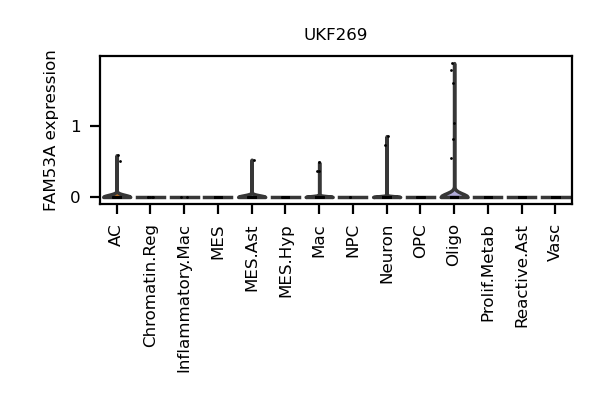 UKF269
FAM53A expression
1
0
AC
Chromatin.Reg
Inflammatory.Mac
MES
MES.Ast
MES.Hyp
Mac
NPC
Neuron
OPC
Oligo
Prolif.Metab
Reactive.Ast
Vasc